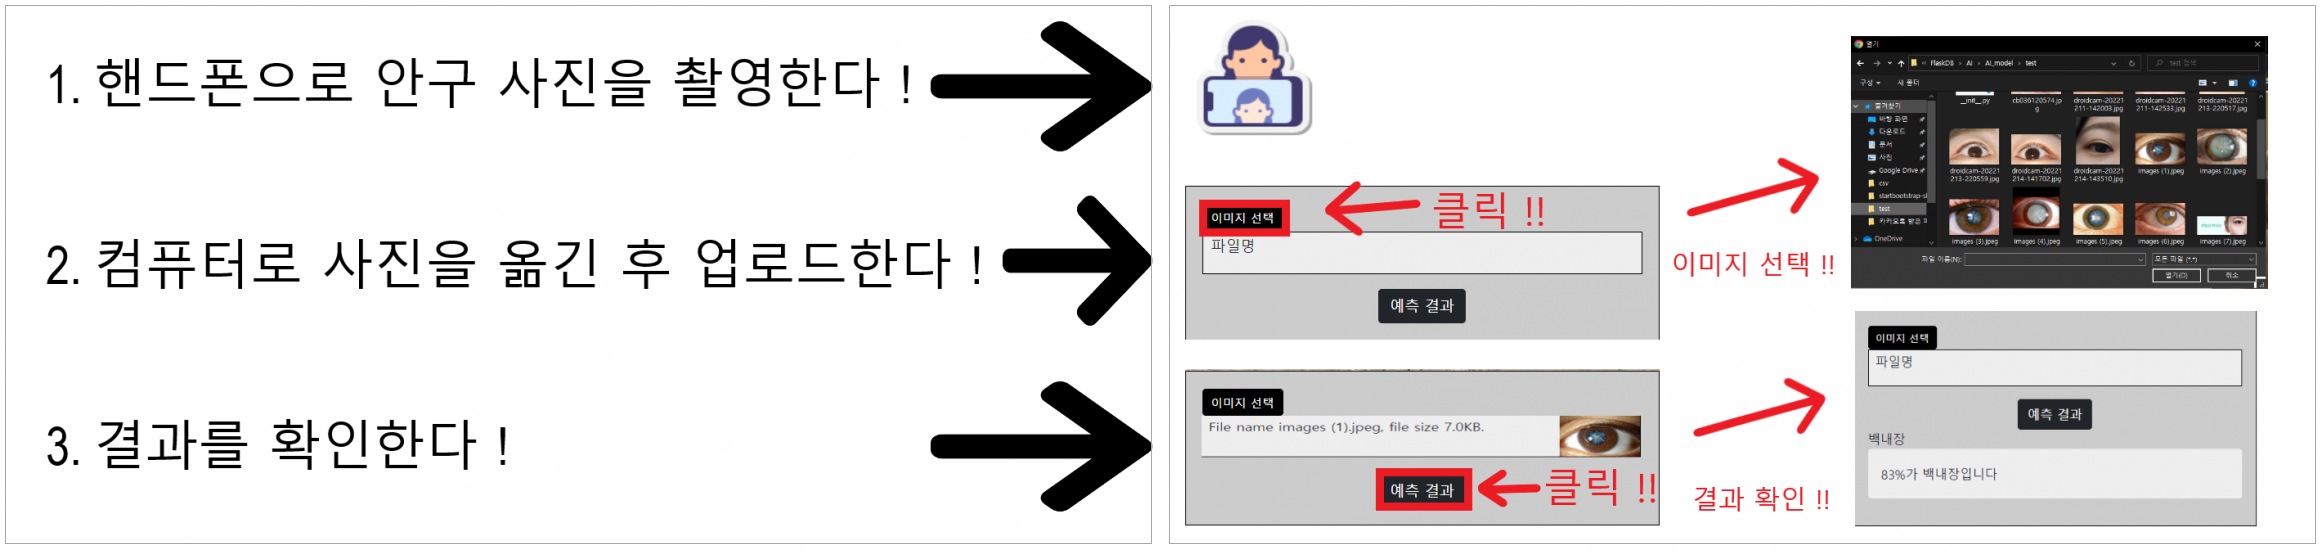 1. 핸드폰으로 안구 사진을 촬영한다 !
2. 컴퓨터로 사진을 옮긴 후 업로드한다 !
3. 결과를 확인한다 !
이미지 선택
클릭 !!
파일명
예측 결과
이미지 선택 !!
열기
FlaskDB > AI > AI_model > test
test 검색
구성
새 폴더
즐겨찾기
바탕 화면
다운로드
문서
사진
Google Drive
csv
startbootstrap-sl
test
카카오톡 받은 파
OneDrive
__init__.py
cb036120574.jpg
droidcam-20221211-142003.jpg
droidcam-20221211-142533.jpg
droidcam-20221213-220517.jpg
droidcam-20221213-220559.jpg
droidcam-20221214-141702.jpg
droidcam-20221214-143510.jpg
images (1).jpeg
images (2).jpeg
images (3).jpeg
images (4).jpeg
images (5).jpeg
images (6).jpeg
images (7).jpeg
파일 이름(N):
모든 파일 (*.*)
열기(O)
취소
이미지 선택
File name images (1).jpeg, file size 7.0KB.
예측 결과
클릭 !!
결과 확인 !!
이미지 선택
파일명
예측 결과
백내장
83%가 백내장입니다